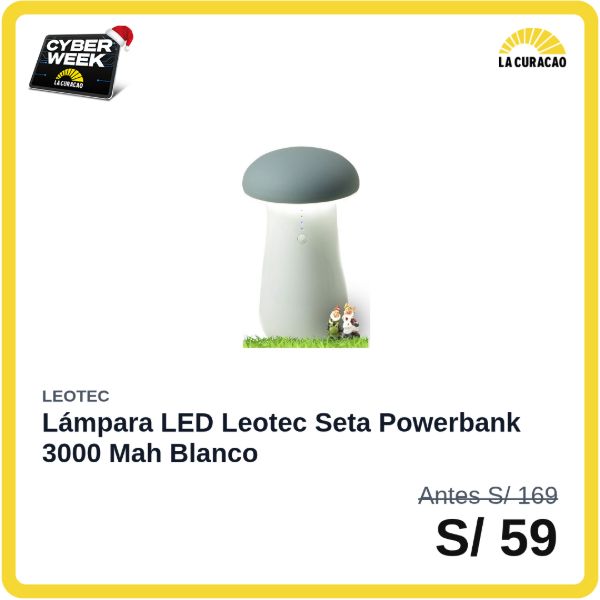 CYBER
WEEK
LA CURACAO
LA CURACAO
LEOTEC
Lámpara LED Leotec Seta Powerbank
3000 Mah Blanco
Antes S/ 169
S/ 59